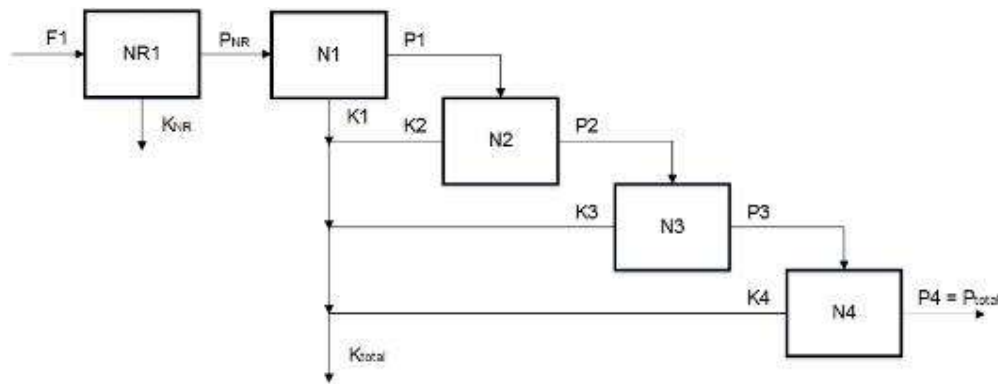 F1
NR1
PNR
N1
P1
KNR
K1
K2
N2
P2
K3
N3
P3
K4
N4
P4 = Ptotal
Ktotal